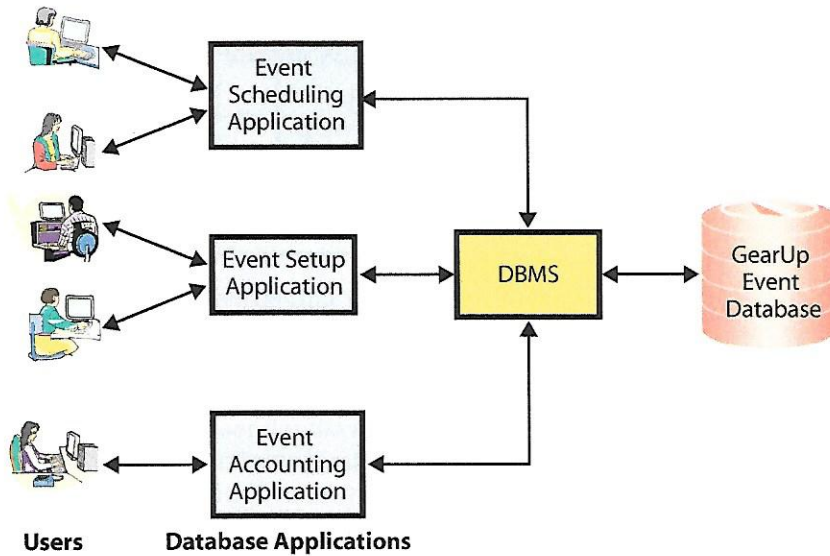 Event
Scheduling
Application
Event Setup
Application
DBMS
GearUp
Event
Database
Event
Accounting
Application
Users
Database Applications